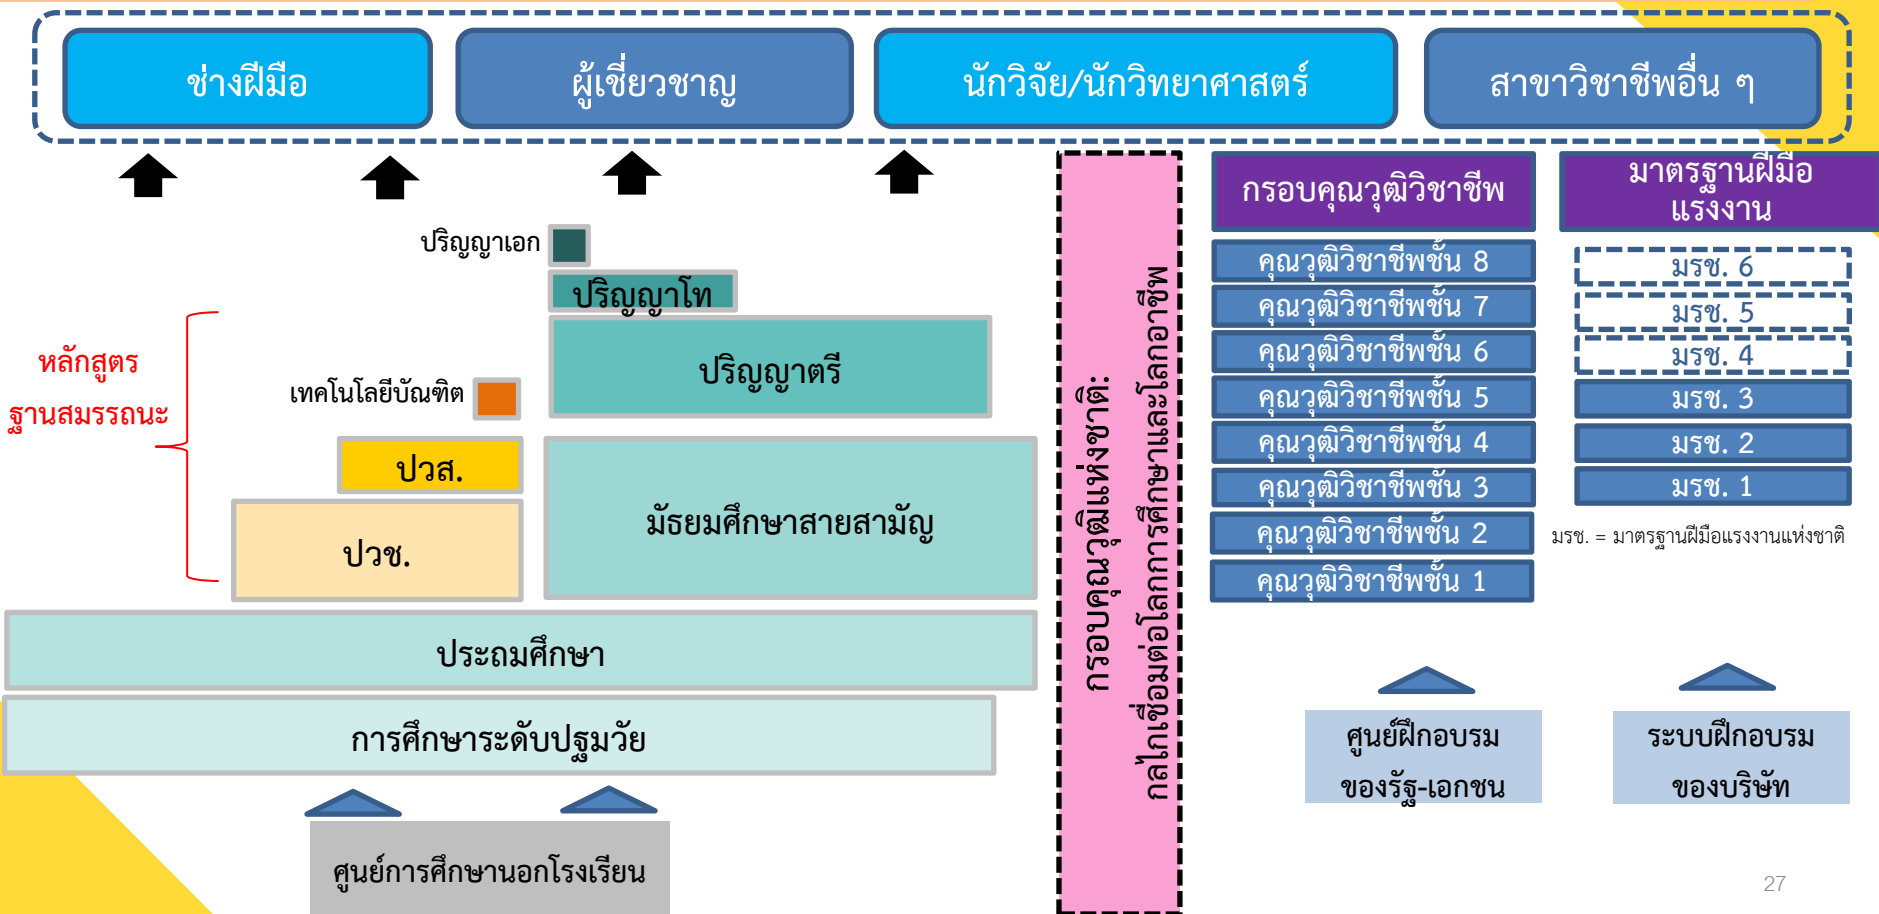 ช่างฝีมือ
ผู้เชี่ยวชาญ
นักวิจัย/นักวิทยาศาสตร์
สาขาวิชาชีพอื่น ๆ
ปริญญาเอก
ปริญญาโท
ปริญญาตรี
หลักสูตร
ฐานสมรรถนะ
เทคโนโลยีบัณฑิต
ปวส.
ปวช.
มัธยมศึกษาสายสามัญ
ประถมศึกษา
การศึกษาระดับปฐมวัย
ศูนย์การศึกษานอกโรงเรียน
กรอบคุณวุฒิแห่งชาติ:
กลไกเชื่อมต่อโลกการศึกษาและโลกอาชีพ
กรอบคุณวุฒิวิชาชีพ
คุณวุฒิวิชาชีพชั้น 8
คุณวุฒิวิชาชีพชั้น 7
คุณวุฒิวิชาชีพชั้น 6
คุณวุฒิวิชาชีพชั้น 5
คุณวุฒิวิชาชีพชั้น 4
คุณวุฒิวิชาชีพชั้น 3
คุณวุฒิวิชาชีพชั้น 2
คุณวุฒิวิชาชีพชั้น 1
มาตรฐานฝีมือ
แรงงาน
มรช. 6
มรช. 5
มรช. 4
มรช. 3
มรช. 2
มรช. 1
มรช. = มาตรฐานฝีมือแรงงานแห่งชาติ
ศูนย์ฝึกอบรม
ของรัฐ-เอกชน
ระบบฝึกอบรม
ของบริษัท
27